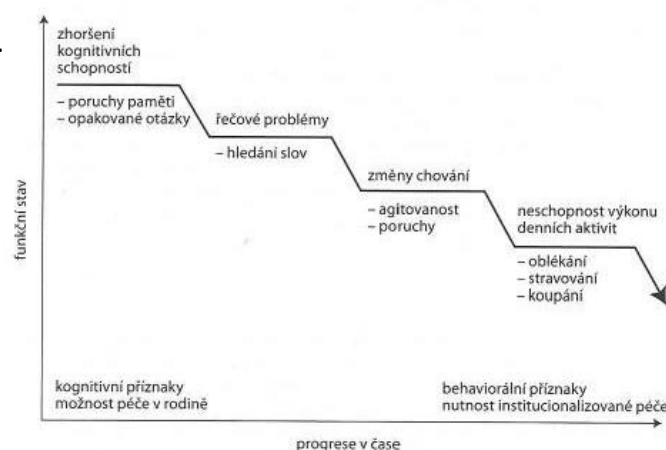 zhoršení
kognitivních
schopností
– poruchy paměti
– opakované otázky
řečové problémy
– hledání slov
změny chování
– agitovanost
– poruchy
neschopnost výkonu
denních aktivit
– oblékání
– stravování
– koupání
funkční stav
kognitivní příznaky
možnost péče v rodině
behaviorální příznaky
nutnost institucionalizované péče
progrese v čase